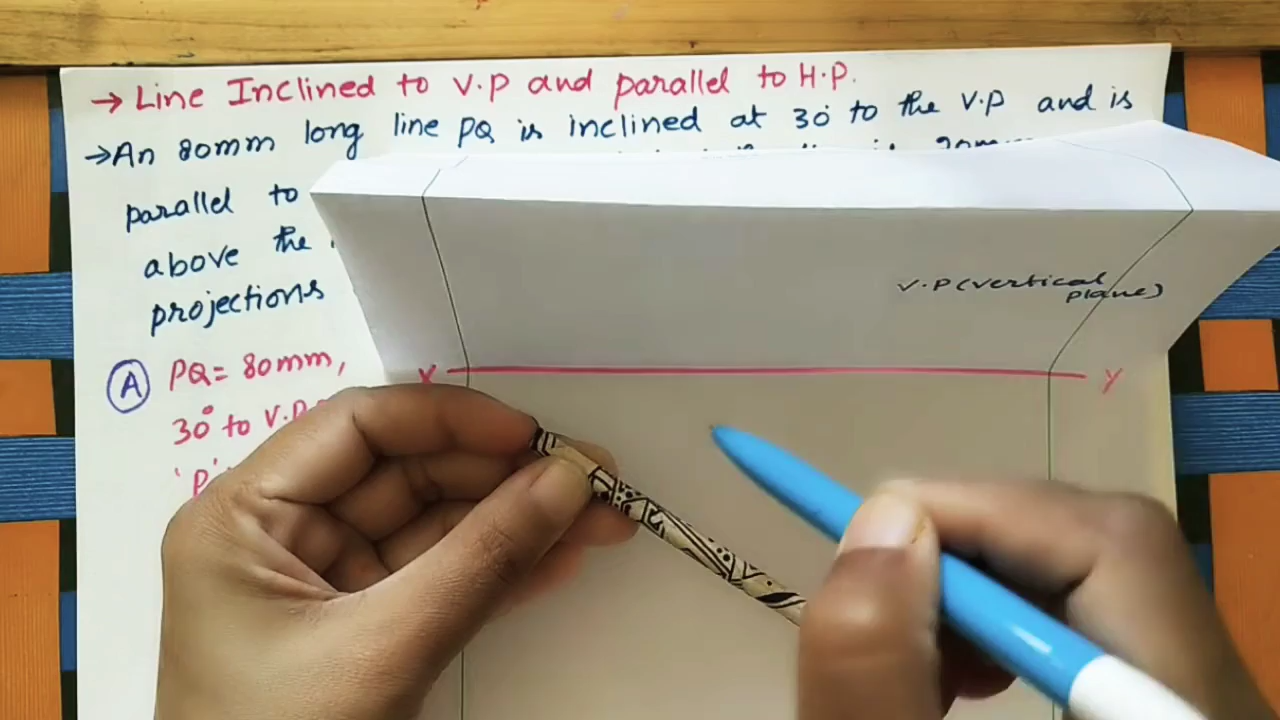 → Line Inclined to V.P and parallel to H.P.
→ An 80mm long line PQ is inclined at 30° to the V.P and is
parallel to
above the
projections
A PQ = 80mm,
30° to V.P
'P'
V.P (vertical
plane)
X Y